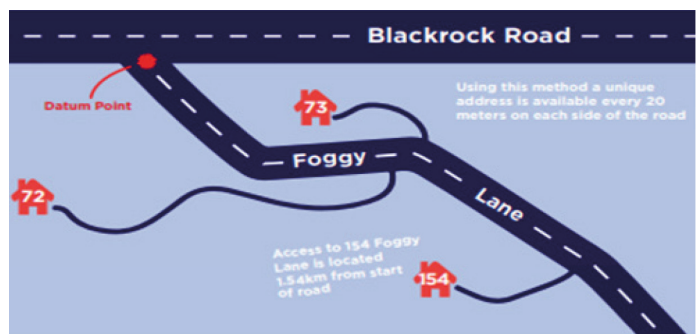 Blackrock Road
Datum Point
73
Using this method a unique
address is available every 20
meters on each side of the road
Foggy
72
Lane
Access to 154 Foggy
Lane is located
1.54km from start
of road
154